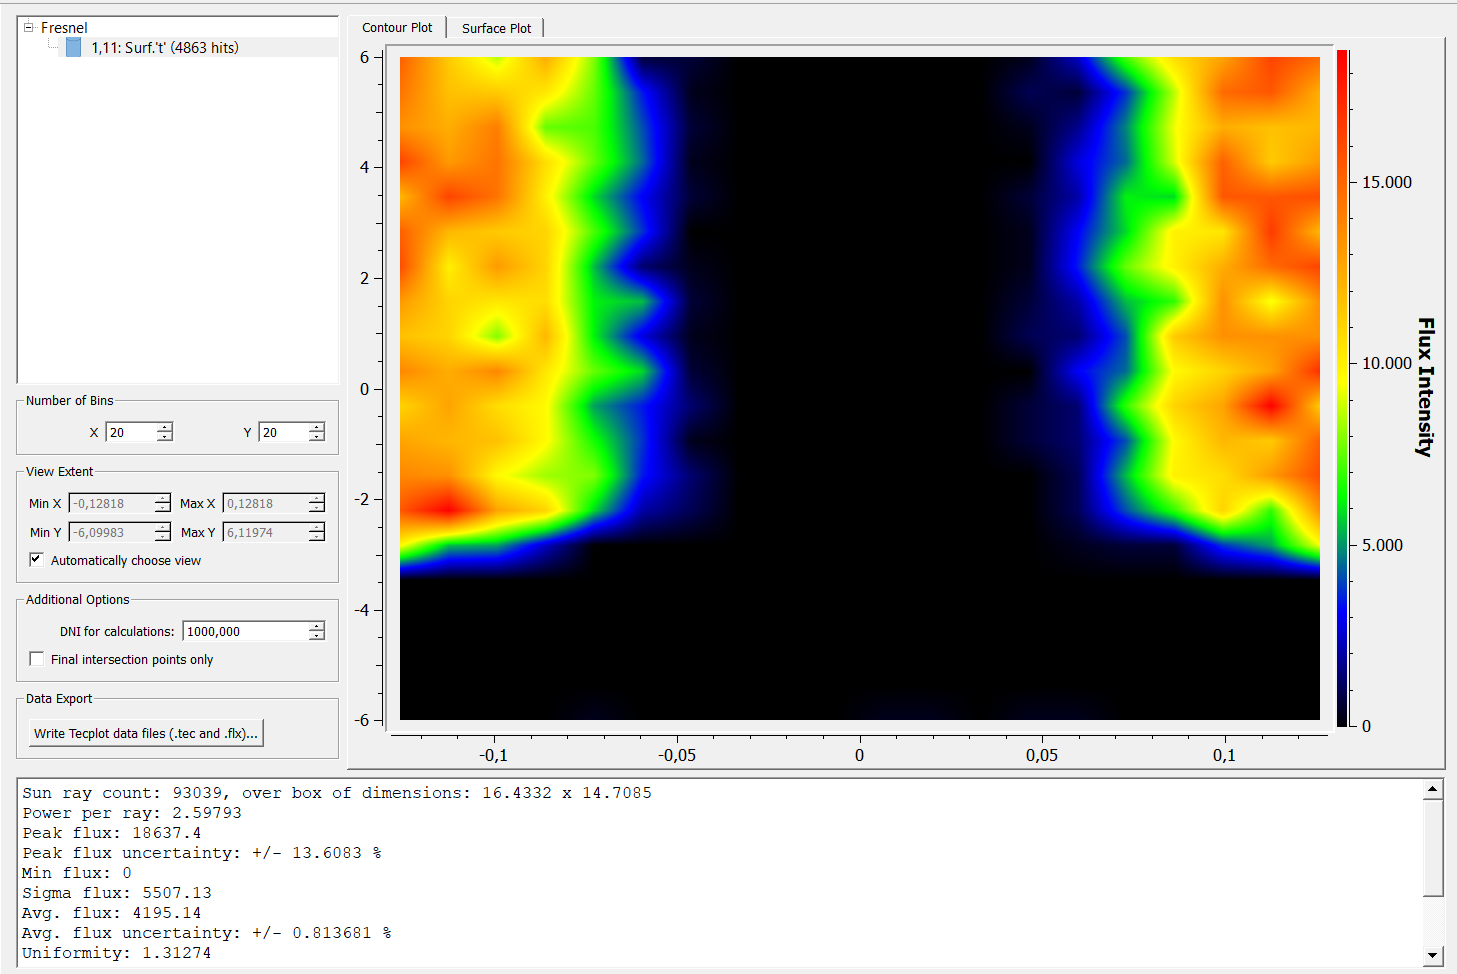 Fresnel
1,11: Surf.'t' (4863 hits)
Number of Bins
X 20 Y 20
View Extent
Min X -0,12818 Max X 0,12818
Min Y -6,09983 Max Y 6,11974
Automatically choose view
Additional Options
DNI for calculations: 1000,000
Final intersection points only
Data Export
Write Tecplot data files (.tec and .flx)...
Contour Plot Surface Plot
6
4
2
0
-2
-4
-6
-0,1 -0,05 0 0,05 0,1
15.000
10.000
5.000
0
Flux Intensity
Sun ray count: 93039, over box of dimensions: 16.4332 x 14.7085
Power per ray: 2.59793
Peak flux: 18637.4
Peak flux uncertainty: +/- 13.6083 %
Min flux: 0
Sigma flux: 5507.13
Avg. flux: 4195.14
Avg. flux uncertainty: +/- 0.813681 %
Uniformity: 1.31274